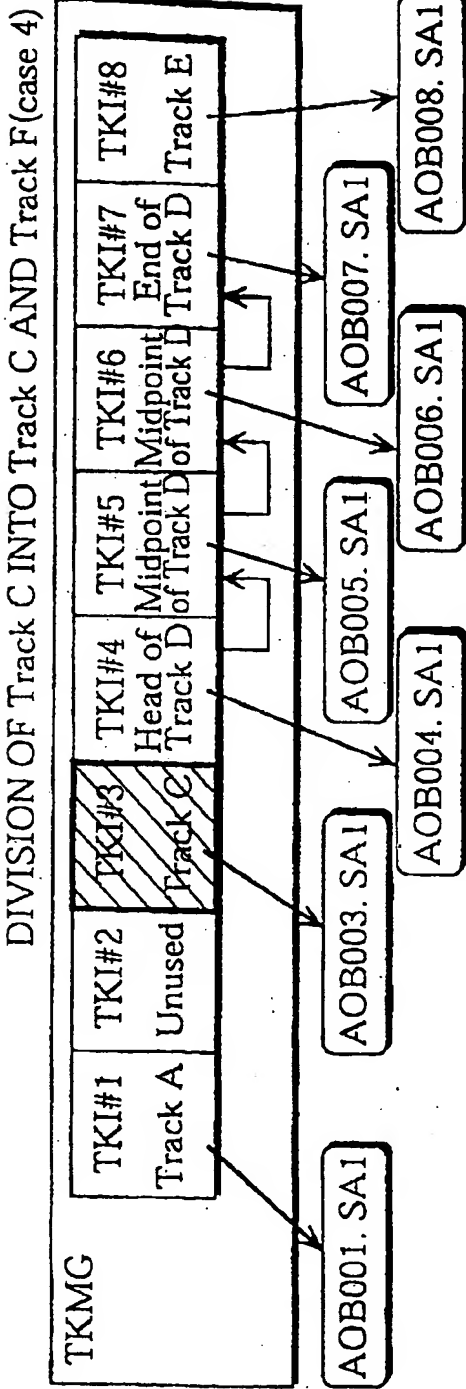 DIVISION OF Track C INTO Track C AND Track F(case 4)
TKMG
TKI#1
Track A
TKI#2
Unused
TKI#3
Track C
TKI#4
Head of
Track D
TKI#5
Midpoint
of Track D
TKI#6
Midpoint
of Track D
TKI#7
End of
Track D
TKI#8
Track E
AOB001. SA1
AOB003. SA1
AOB004. SA1
AOB005. SA1
AOB006. SA1
AOB007. SA1
AOB008. SA1